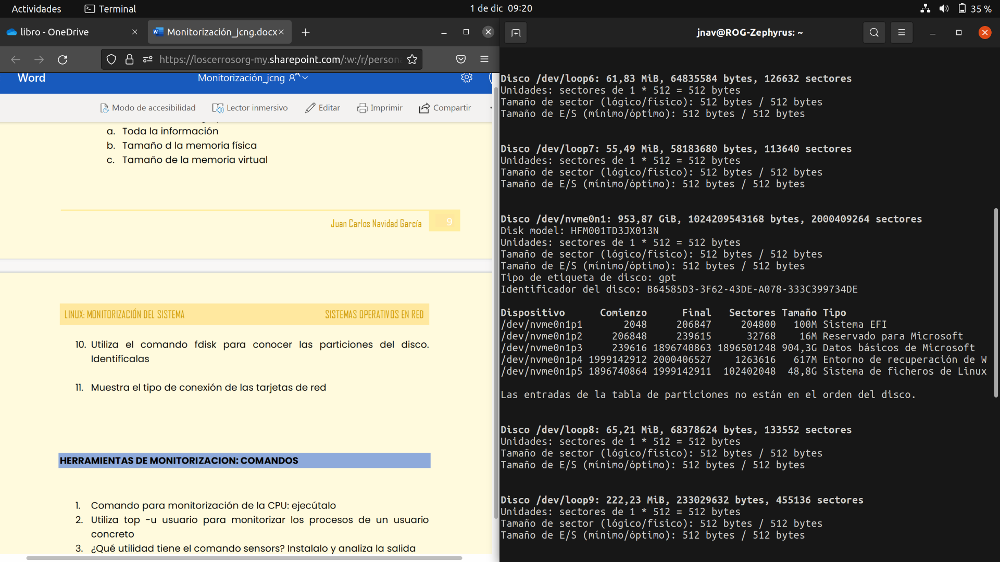 Actividades
Terminal
1 de dic 09:20
35 %
libro - OneDrive
Monitorización_jcng.docx
https://loscerrosorg-my.sharepoint.com/:w:/r/persona
Word
Monitorización_jcng
Modo de accesibilidad
Lector inmersivo
Editar
Imprimir
Compartir
a. Toda la información
b. Tamaño d la memoria física
c. Tamaño de la memoria virtual
Juan Carlos Navidad García
9
LINUX: MONITORIZACIÓN DEL SISTEMA
SISTEMAS OPERATIVOS EN RED
10. Utiliza el comando fdisk para conocer las particiones del disco.
Identifícalas
11. Muestra el tipo de conexión de las tarjetas de red
HERRAMIENTAS DE MONITORIZACION: COMANDOS
1. Comando para monitorización de la CPU: ejecútalo
2. Utiliza top -u usuario para monitorizar los procesos de un usuario
concreto
3. ¿Qué utilidad tiene el comando sensors? Instalalo y analiza la salida
jnav@ROG-Zephyrus: ~
Disco /dev/loop6: 61,83 MiB, 64835584 bytes, 126632 sectores
Unidades: sectores de 1 * 512 = 512 bytes
Tamaño de sector (lógico/físico): 512 bytes / 512 bytes
Tamaño de E/S (mínimo/óptimo): 512 bytes / 512 bytes
Disco /dev/loop7: 55,49 MiB, 58183680 bytes, 113640 sectores
Unidades: sectores de 1 * 512 = 512 bytes
Tamaño de sector (lógico/físico): 512 bytes / 512 bytes
Tamaño de E/S (mínimo/óptimo): 512 bytes / 512 bytes
Disco /dev/nvme0n1: 953,87 GiB, 1024209543168 bytes, 2000409264 sectores
Disk model: HFM001TD3JX013N
Unidades: sectores de 1 * 512 = 512 bytes
Tamaño de sector (lógico/físico): 512 bytes / 512 bytes
Tamaño de E/S (mínimo/óptimo): 512 bytes / 512 bytes
Tipo de etiqueta de disco: gpt
Identificador del disco: B64585D3-3F62-43DE-A078-333C399734DE
Dispositivo Comienzo Final Sectores Tamaño Tipo
/dev/nvme0n1p1 2048 206847 204800 100M Sistema EFI
/dev/nvme0n1p2 206848 239615 32768 16M Reservado para Microsoft
/dev/nvme0n1p3 239616 1896740863 1896501248 904,3G Datos básicos de Microsoft
/dev/nvme0n1p4 1999142912 2000406527 1263616 617M Entorno de recuperación de W
/dev/nvme0n1p5 1896740864 1999142911 102402048 48,8G Sistema de ficheros de Linux
Las entradas de la tabla de particiones no están en el orden del disco.
Disco /dev/loop8: 65,21 MiB, 68378624 bytes, 133552 sectores
Unidades: sectores de 1 * 512 = 512 bytes
Tamaño de sector (lógico/físico): 512 bytes / 512 bytes
Tamaño de E/S (mínimo/óptimo): 512 bytes / 512 bytes
Disco /dev/loop9: 222,23 MiB, 233029632 bytes, 455136 sectores
Unidades: sectores de 1 * 512 = 512 bytes
Tamaño de sector (lógico/físico): 512 bytes / 512 bytes
Tamaño de E/S (mínimo/óptimo): 512 bytes / 512 bytes